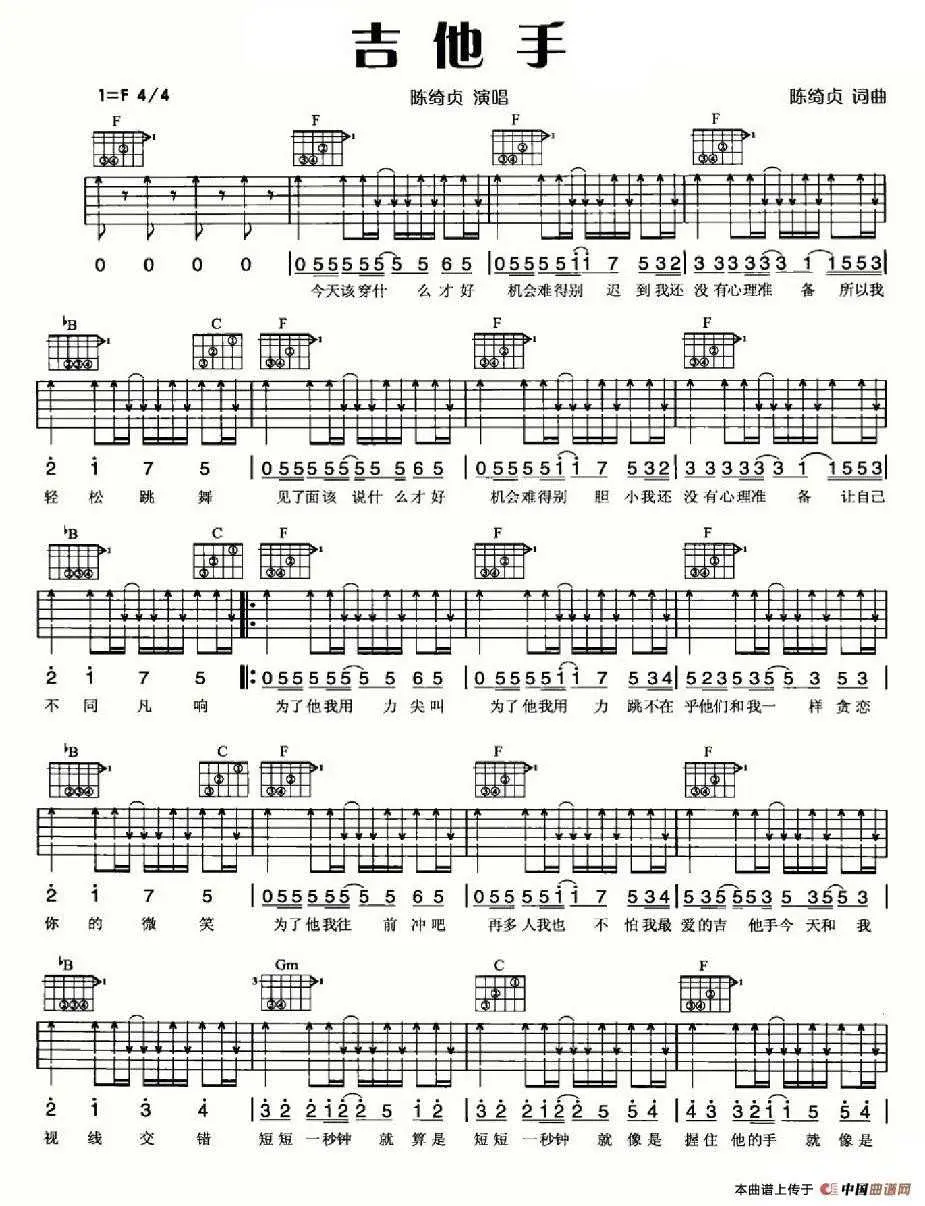 吉他手
1=F 4/4 陈绮贞 演唱 陈绮贞 词曲
F F F F
0 0 0 0 | 0 5 5 5 5 5 5 5 5 6 5 | 0 5 5 5 5 1 1 7 5 3 2 | 3 3 3 3 3 3 3 1 1 5 5 3
今天该穿什 么才好 机会难得别 迟 到我还 没有心理准 备 所以我
♭B C F F F
2 1 7 5 | 0 5 5 5 5 5 5 5 6 5 | 0 5 5 5 5 1 1 7 5 3 2 | 3 3 3 3 3 3 3 1 1 5 5 3
轻 松 跳 舞 见了面该 说什 么才好 机会难得别 胆 小我还 没有心理准 备 让自己
♭B C F F F
2 1 7 5 0 5 5 5 5 5 5 5 6 5 | 0 5 5 5 5 1 1 7 5 3 4 | 5 2 3 5 3 5 5 3 5 3
不 同 凡 响 为了他我用 力 尖叫 为了他我用 力 跳不在 乎他们和我一 样 贪恋
♭B C F F F
2 1 7 5 | 0 5 5 5 5 5 5 5 6 5 | 0 5 5 5 5 1 1 7 5 3 4 | 5 3 5 5 5 3 3 5 5 3
你 的 微 笑 为了他我往 前 冲吧 再多人我也 不 怕我最 爱的吉 他手今 天和 我
♭B Gm C F
2 1 3 4 | 3 2 2 1 2 2 5 5 1 2 | 3 2 2 1 2 2 5 5 4 | 4 3 3 2 1 1 5 5 4
视 线 交 错 短短 一秒钟 就 算是 短短 一秒钟 就 像是 握住 他的手 就 像是
本曲谱上传于 中国曲谱网